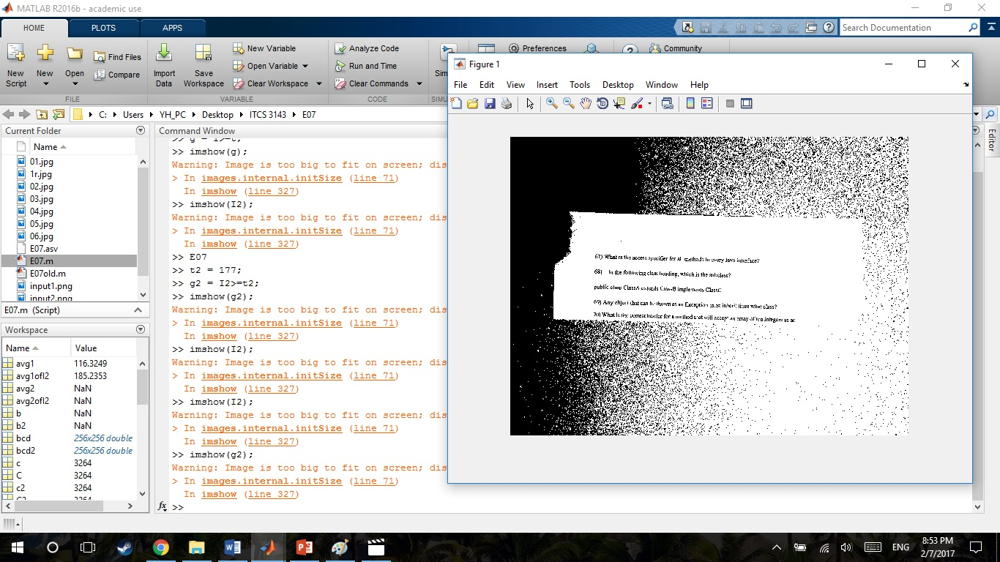 MATLAB R2016b - academic use
HOME PLOTS APPS
Search Documentation
New Script
New
Open
Find Files
Compare
FILE
Import Data
Save Workspace
New Variable
Open Variable
Clear Workspace
VARIABLE
Analyze Code
Run and Time
Clear Commands
CODE
Preferences
Community
C: Users YH_PC Desktop ITCS 3143 E07
Current Folder
Name
01.jpg
1r.jpg
02.jpg
03.jpg
04.jpg
05.jpg
06.jpg
E07.asv
E07.m
E07old.m
input1.png
input2.png
E07.m (Script)
Workspace
Name Value
avg1 116.3249
avg1ofI2 185.2353
avg2 NaN
avg2ofI2 NaN
b NaN
b2 NaN
bcd 256x256 double
bcd2 256x256 double
c 3264
C 3264
c2 3264
Command Window
>> g = I>=t;
>> imshow(g);
Warning: Image is too big to fit on screen; dis
> In images.internal.initSize (line 71)
In imshow (line 327)
>> imshow(I2);
Warning: Image is too big to fit on screen; dis
> In images.internal.initSize (line 71)
In imshow (line 327)
>> E07
>> t2 = 177;
>> g2 = I2>=t2;
>> imshow(g2);
Warning: Image is too big to fit on screen; dis
> In images.internal.initSize (line 71)
In imshow (line 327)
>> imshow(I2);
Warning: Image is too big to fit on screen; dis
> In images.internal.initSize (line 71)
In imshow (line 327)
>> imshow(I2);
Warning: Image is too big to fit on screen; dis
> In images.internal.initSize (line 71)
In imshow (line 327)
>> imshow(g2);
Warning: Image is too big to fit on screen; dis
> In images.internal.initSize (line 71)
In imshow (line 327)
fx >>
Editor
Figure 1
File Edit View Insert Tools Desktop Window Help
67) What is the access specifier for all methods in every Java interface?
68) In the following class heading, which is the subclass?
public class ClassA extends ClassB implements ClassC
69) Any object that can be thrown as an Exception must inherit from what class?
70) What is the correct header for a method that will accept an array of ten integers as
ENG
8:53 PM
2/7/2017